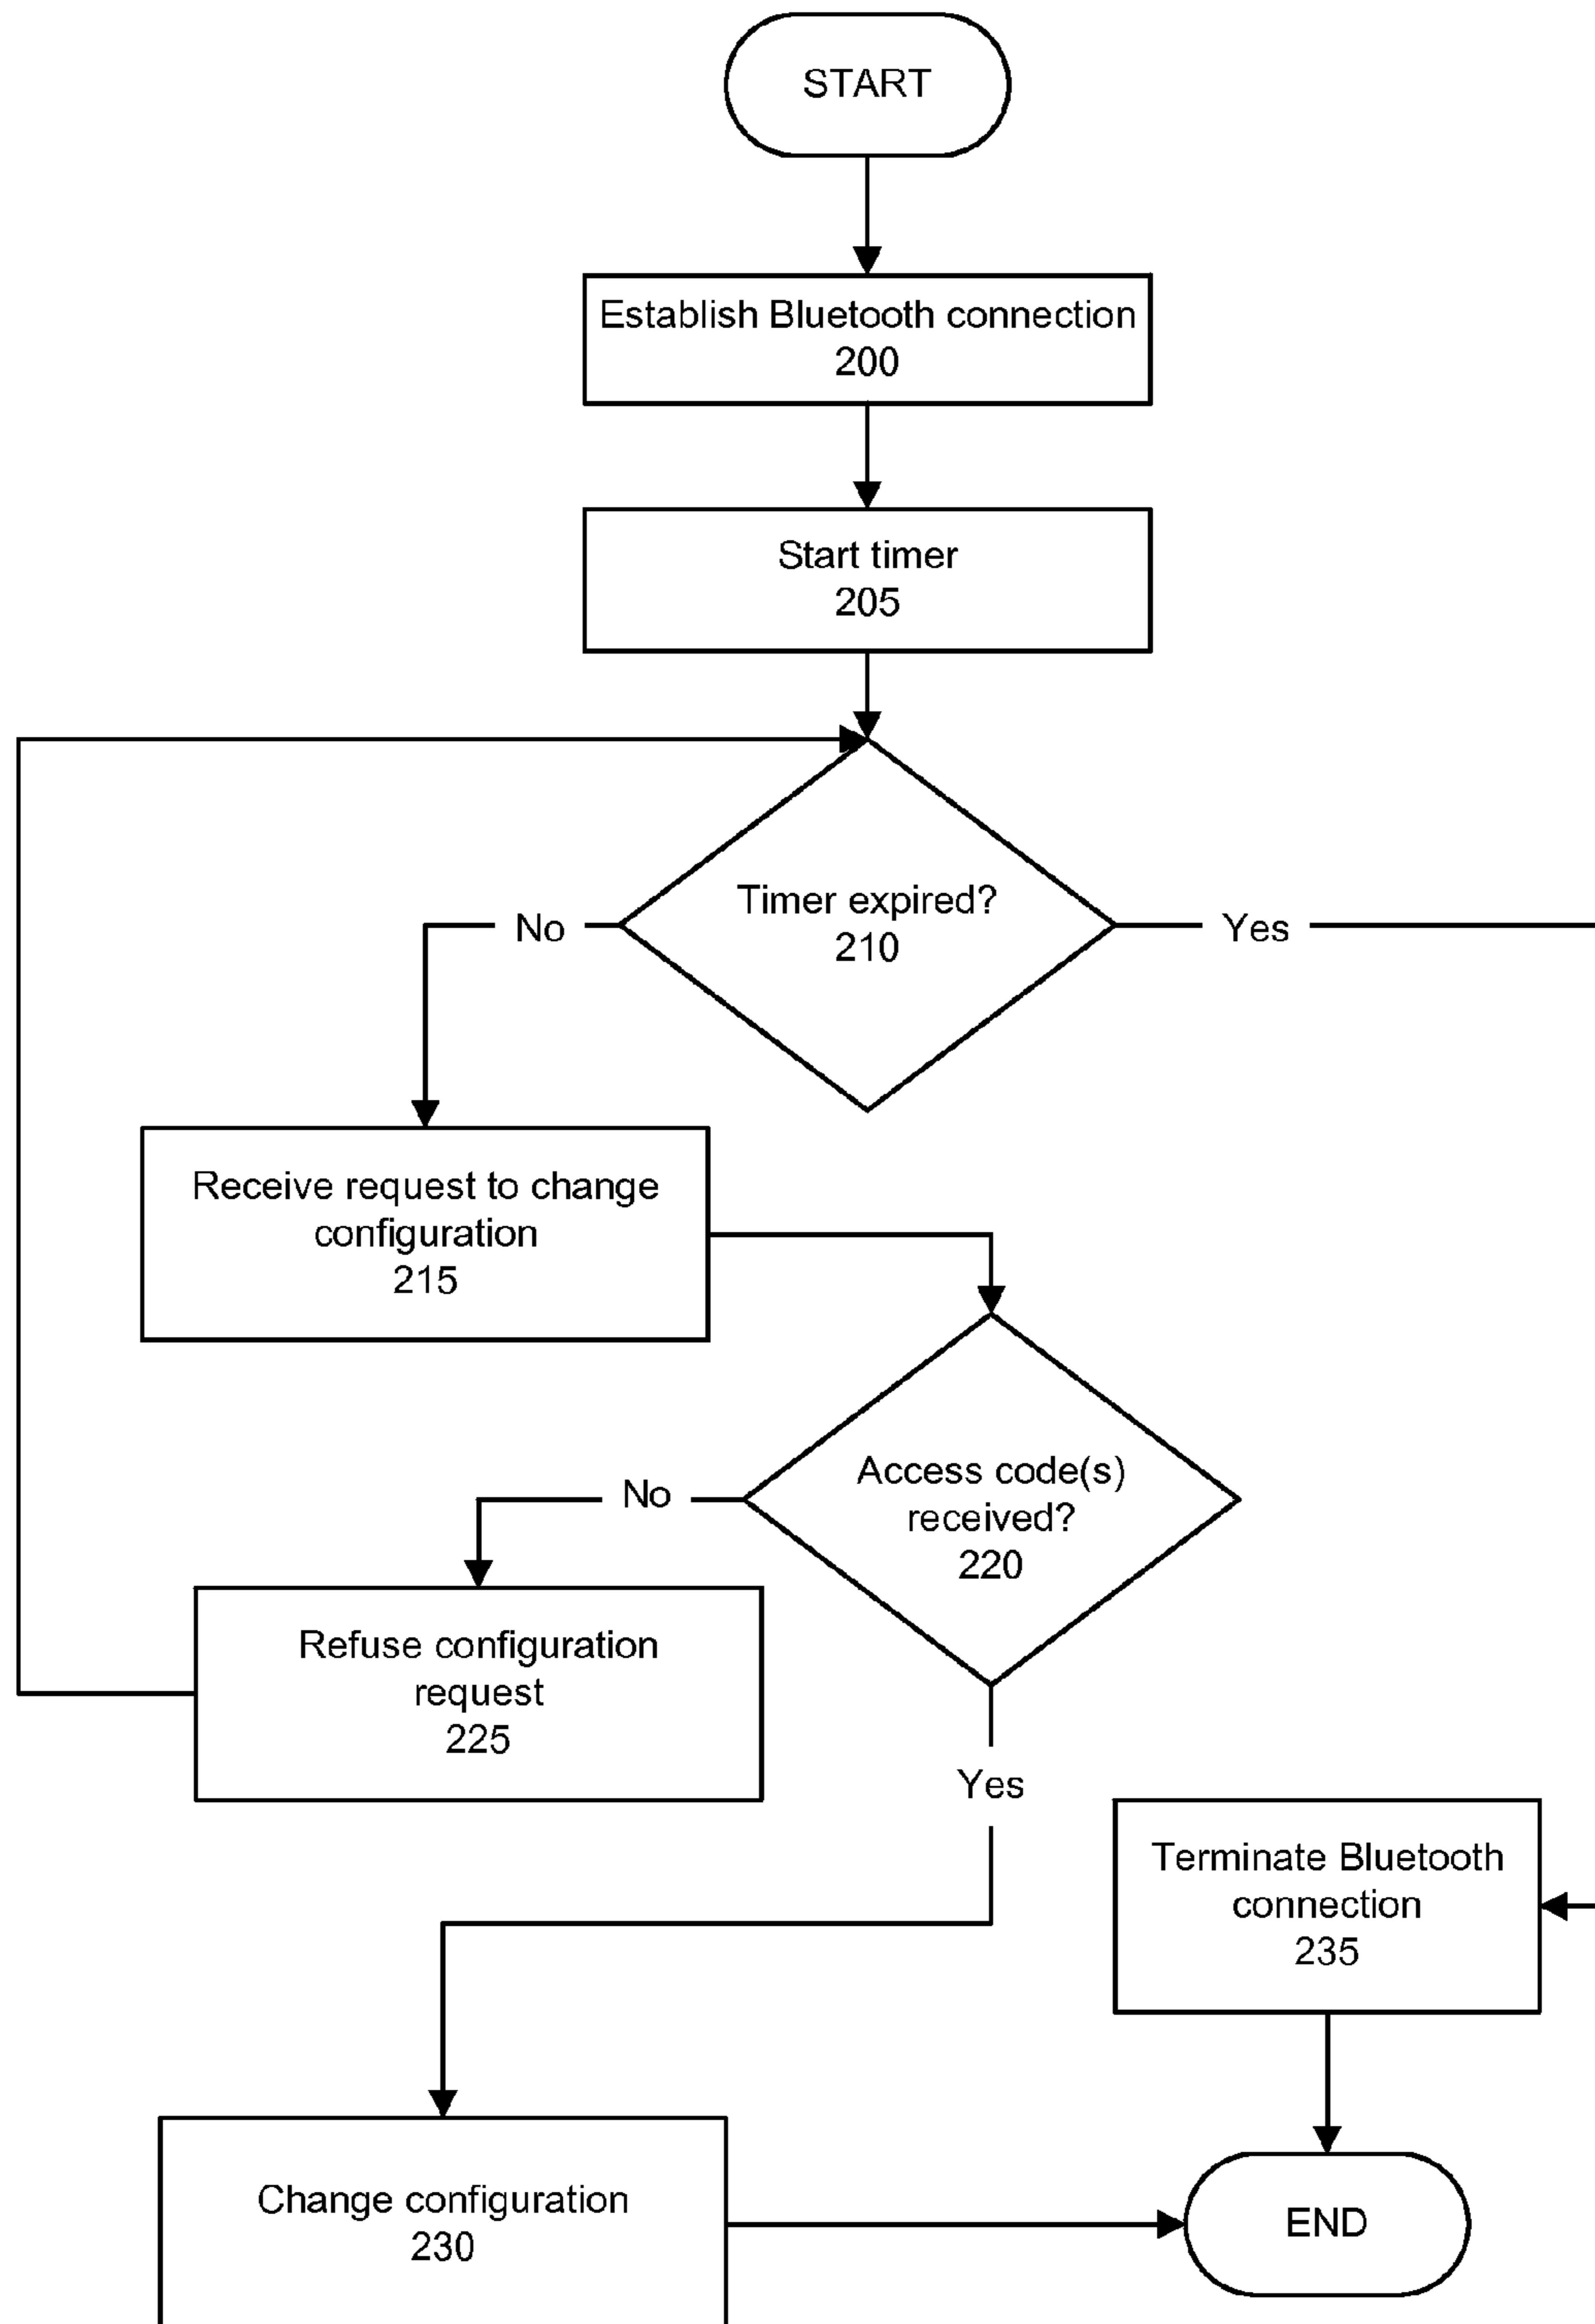 START
Establish Bluetooth connection
200
Start timer
205
Timer expired?
210
No
Yes
Receive request to change
configuration
215
Access code(s)
received?
220
No
Refuse configuration
request
225
Yes
Terminate Bluetooth
connection
235
Change configuration
230
END